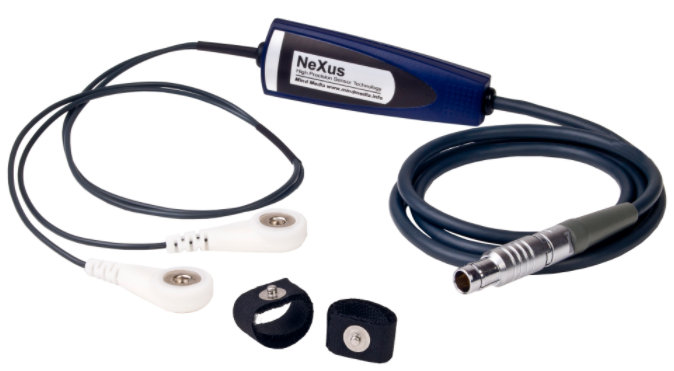 NeXus
High Precision Sensor Technology
Mind Media www.mindmedia.info